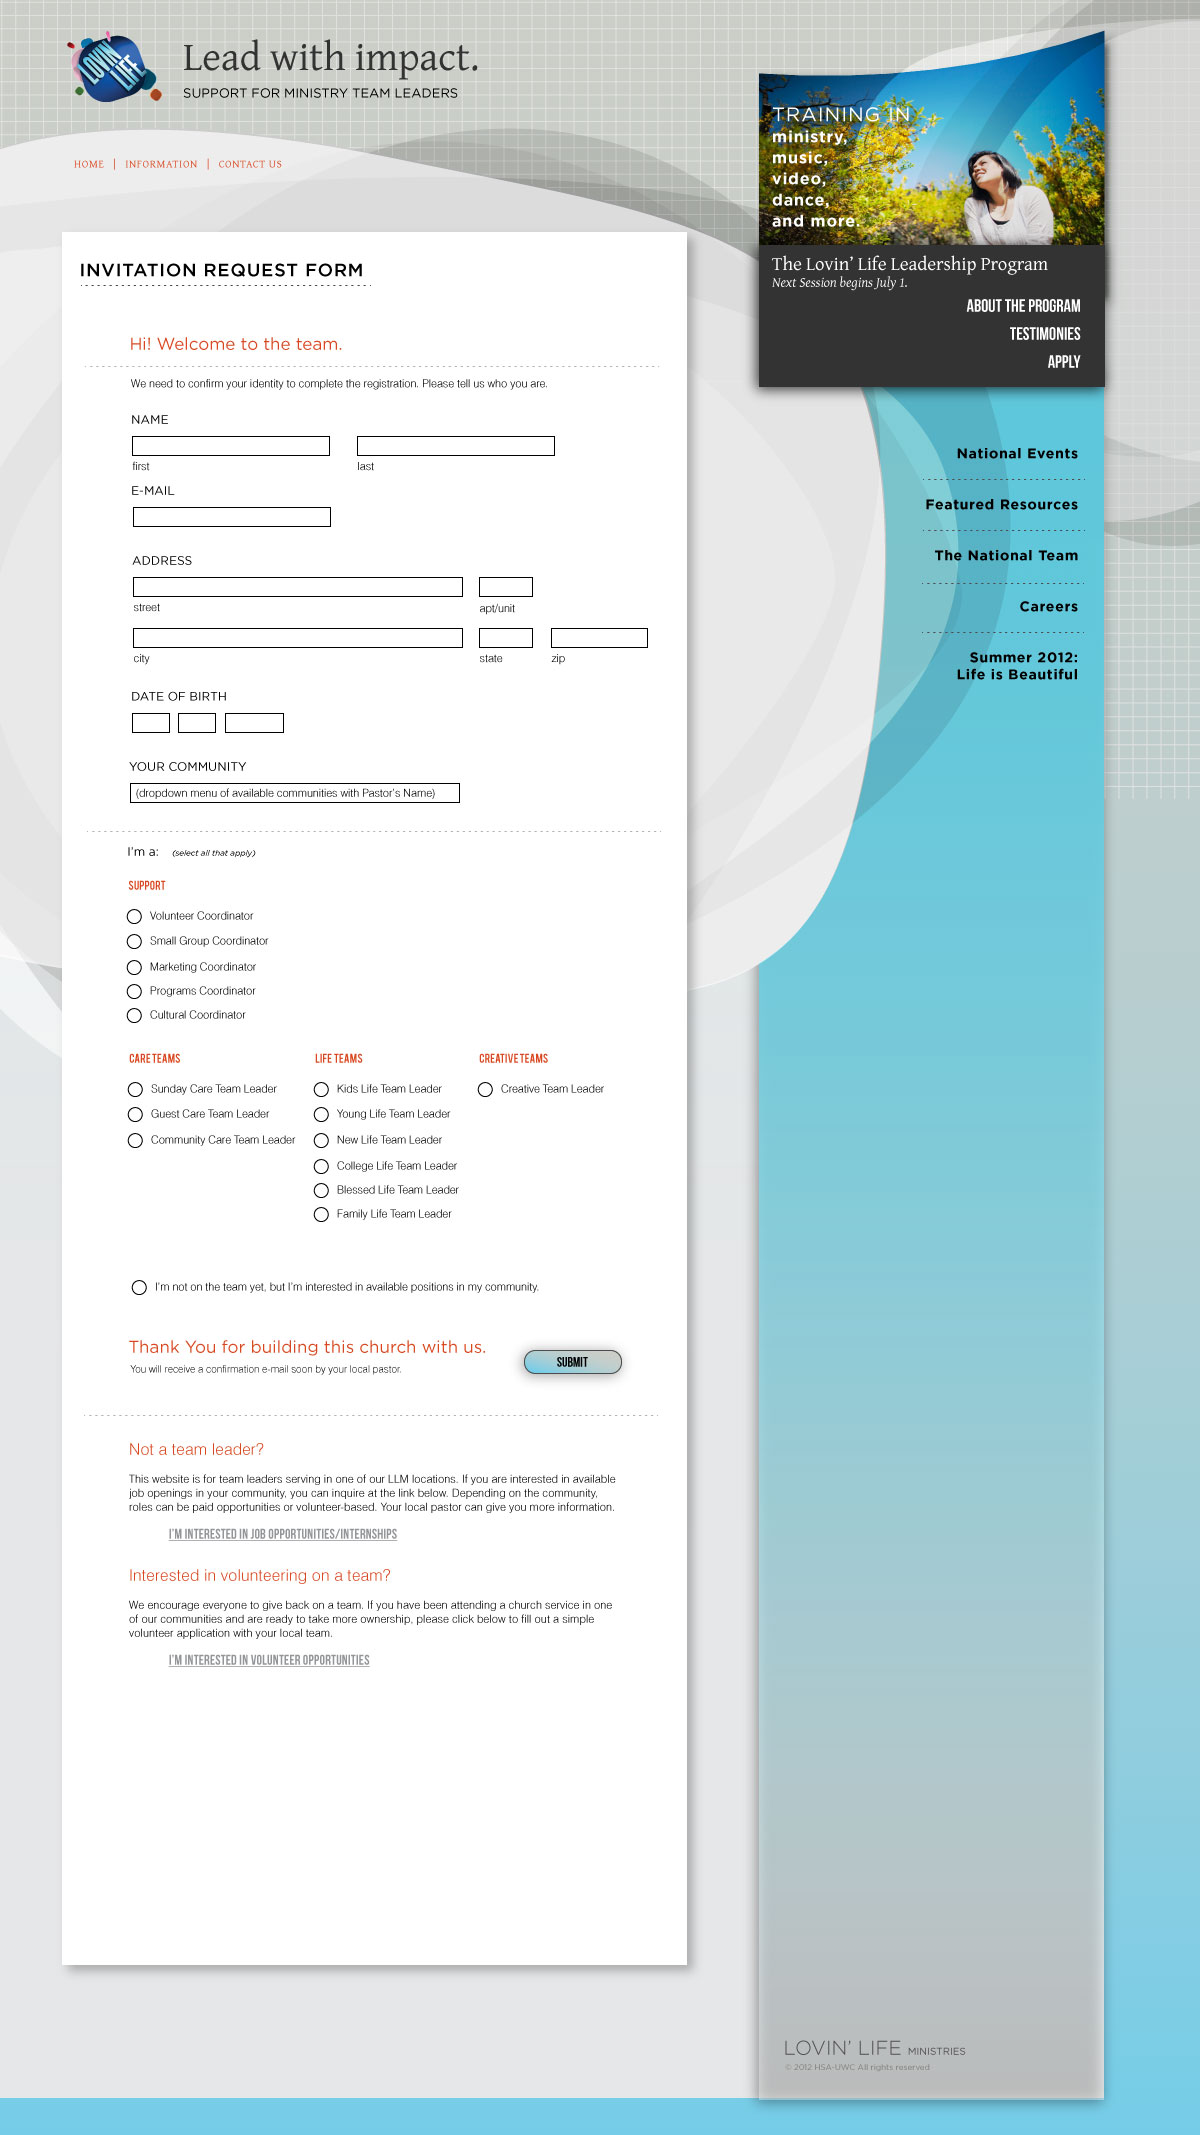 LOVIN' LIFE
Lead with impact.
SUPPORT FOR MINISTRY TEAM LEADERS
HOME | INFORMATION | CONTACT US
TRAINING IN
ministry,
music,
video,
dance,
and more.
The Lovin' Life Leadership Program
Next Session begins July 1.
ABOUT THE PROGRAM
TESTIMONIES
APPLY
National Events
Featured Resources
The National Team
Careers
Summer 2012:
Life is Beautiful
INVITATION REQUEST FORM
Hi! Welcome to the team.
We need to confirm your identity to complete the registration. Please tell us who you are.
NAME
first last
E-MAIL
ADDRESS
street apt/unit
city state zip
DATE OF BIRTH
YOUR COMMUNITY
(dropdown menu of available communities with Pastor's Name)
I'm a: (select all that apply)
SUPPORT
Volunteer Coordinator
Small Group Coordinator
Marketing Coordinator
Programs Coordinator
Cultural Coordinator
CARE TEAMS
Sunday Care Team Leader
Guest Care Team Leader
Community Care Team Leader
LIFE TEAMS
Kids Life Team Leader
Young Life Team Leader
New Life Team Leader
College Life Team Leader
Blessed Life Team Leader
Family Life Team Leader
CREATIVE TEAMS
Creative Team Leader
I'm not on the team yet, but I'm interested in available positions in my community.
Thank You for building this church with us.
You will receive a confirmation e-mail soon by your local pastor.
SUBMIT
Not a team leader?
This website is for team leaders serving in one of our LLM locations. If you are interested in available
job openings in your community, you can inquire at the link below. Depending on the community,
roles can be paid opportunities or volunteer-based. Your local pastor can give you more information.
I'M INTERESTED IN JOB OPPORTUNITIES/INTERNSHIPS
Interested in volunteering on a team?
We encourage everyone to give back on a team. If you have been attending a church service in one
of our communities and are ready to take more ownership, please click below to fill out a simple
volunteer application with your local team.
I'M INTERESTED IN VOLUNTEER OPPORTUNITIES
LOVIN' LIFE MINISTRIES
© 2012 HSA-UWC All rights reserved